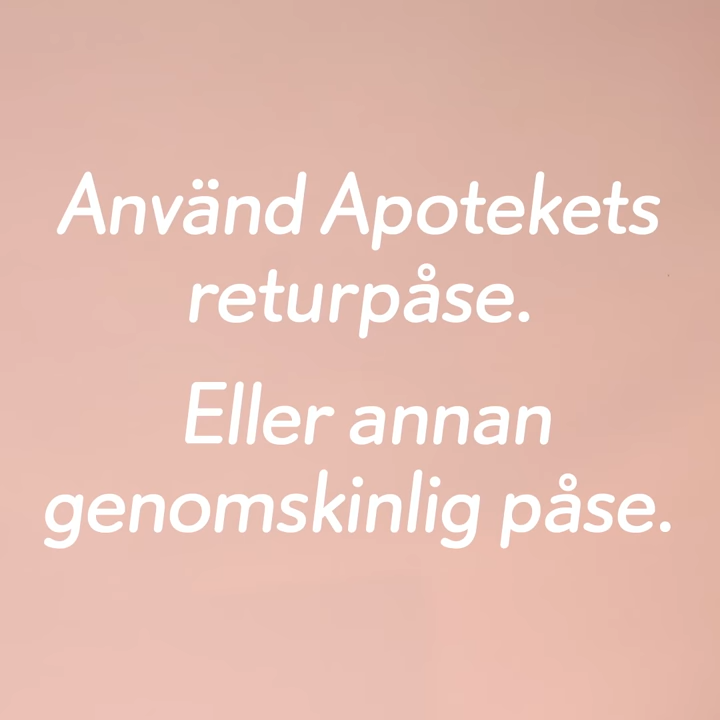 Använd Apotekets
returpåse.
Eller annan
genomskinlig påse.